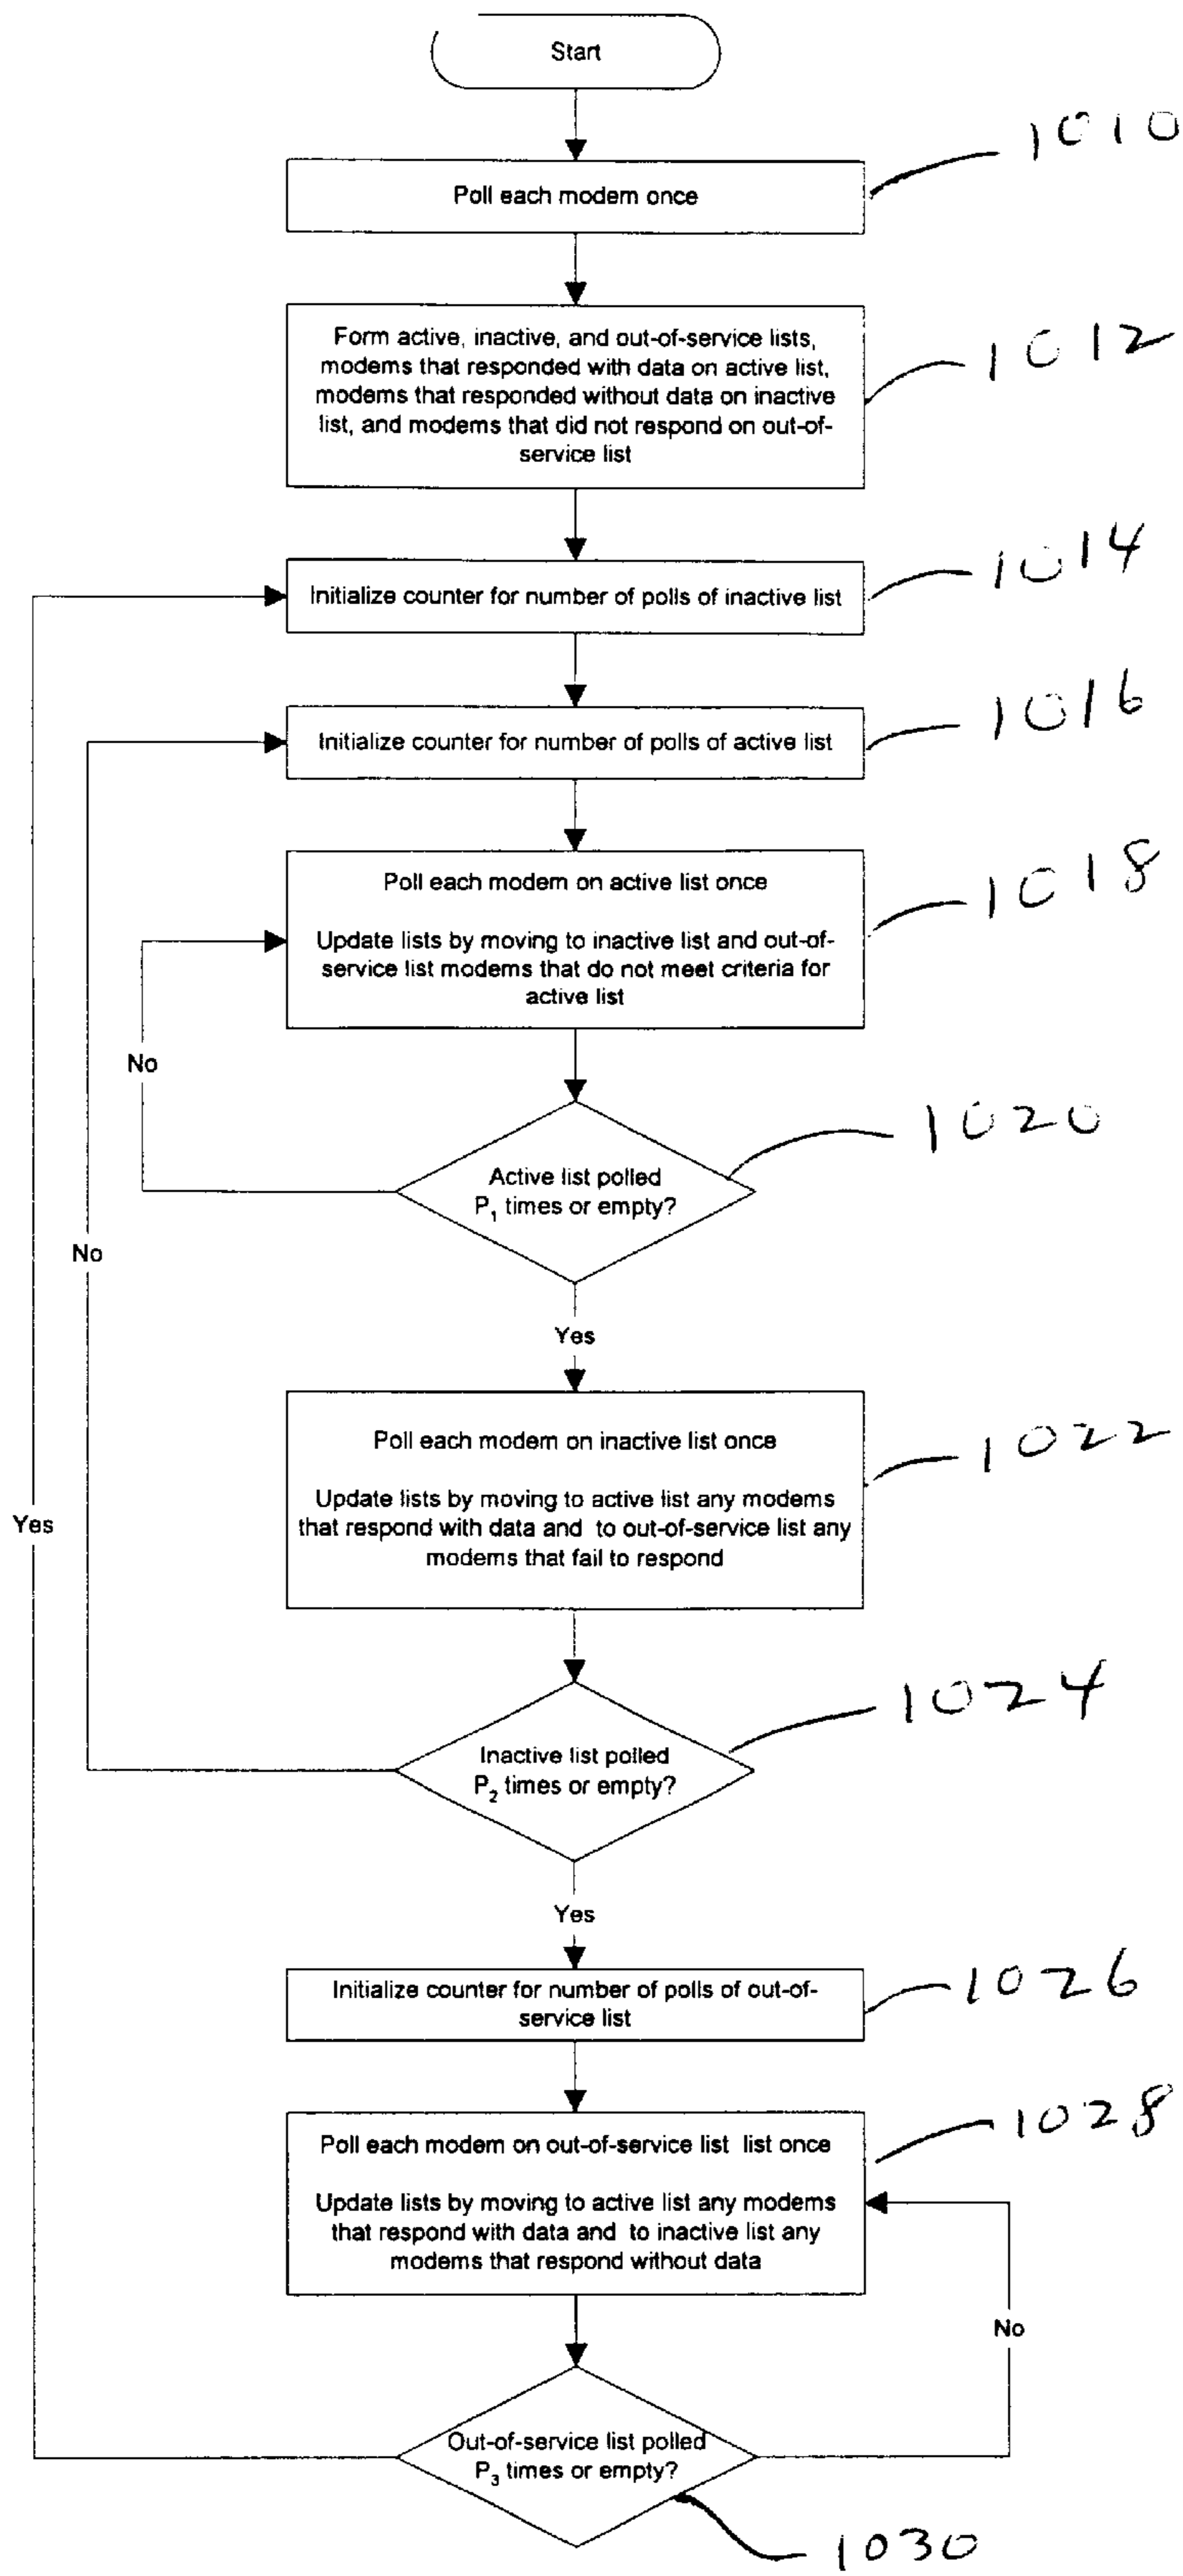 Start
1010
Poll each modem once
1012
Form active, inactive, and out-of-service lists,
modems that responded with data on active list,
modems that responded without data on inactive
list, and modems that did not respond on out-of-
service list
1014
Initialize counter for number of polls of inactive list
1016
Initialize counter for number of polls of active list
1018
Poll each modem on active list once
Update lists by moving to inactive list and out-of-
service list modems that do not meet criteria for
active list
No
1020
Active list polled
P₁ times or empty?
No
Yes
1022
Poll each modem on inactive list once
Update lists by moving to active list any modems
that respond with data and to out-of-service list any
modems that fail to respond
Yes
1024
Inactive list polled
P₂ times or empty?
Yes
1026
Initialize counter for number of polls of out-of-
service list
1028
Poll each modem on out-of-service list list once
Update lists by moving to active list any modems
that respond with data and to inactive list any
modems that respond without data
No
Out-of-service list polled
P₃ times or empty?
1030